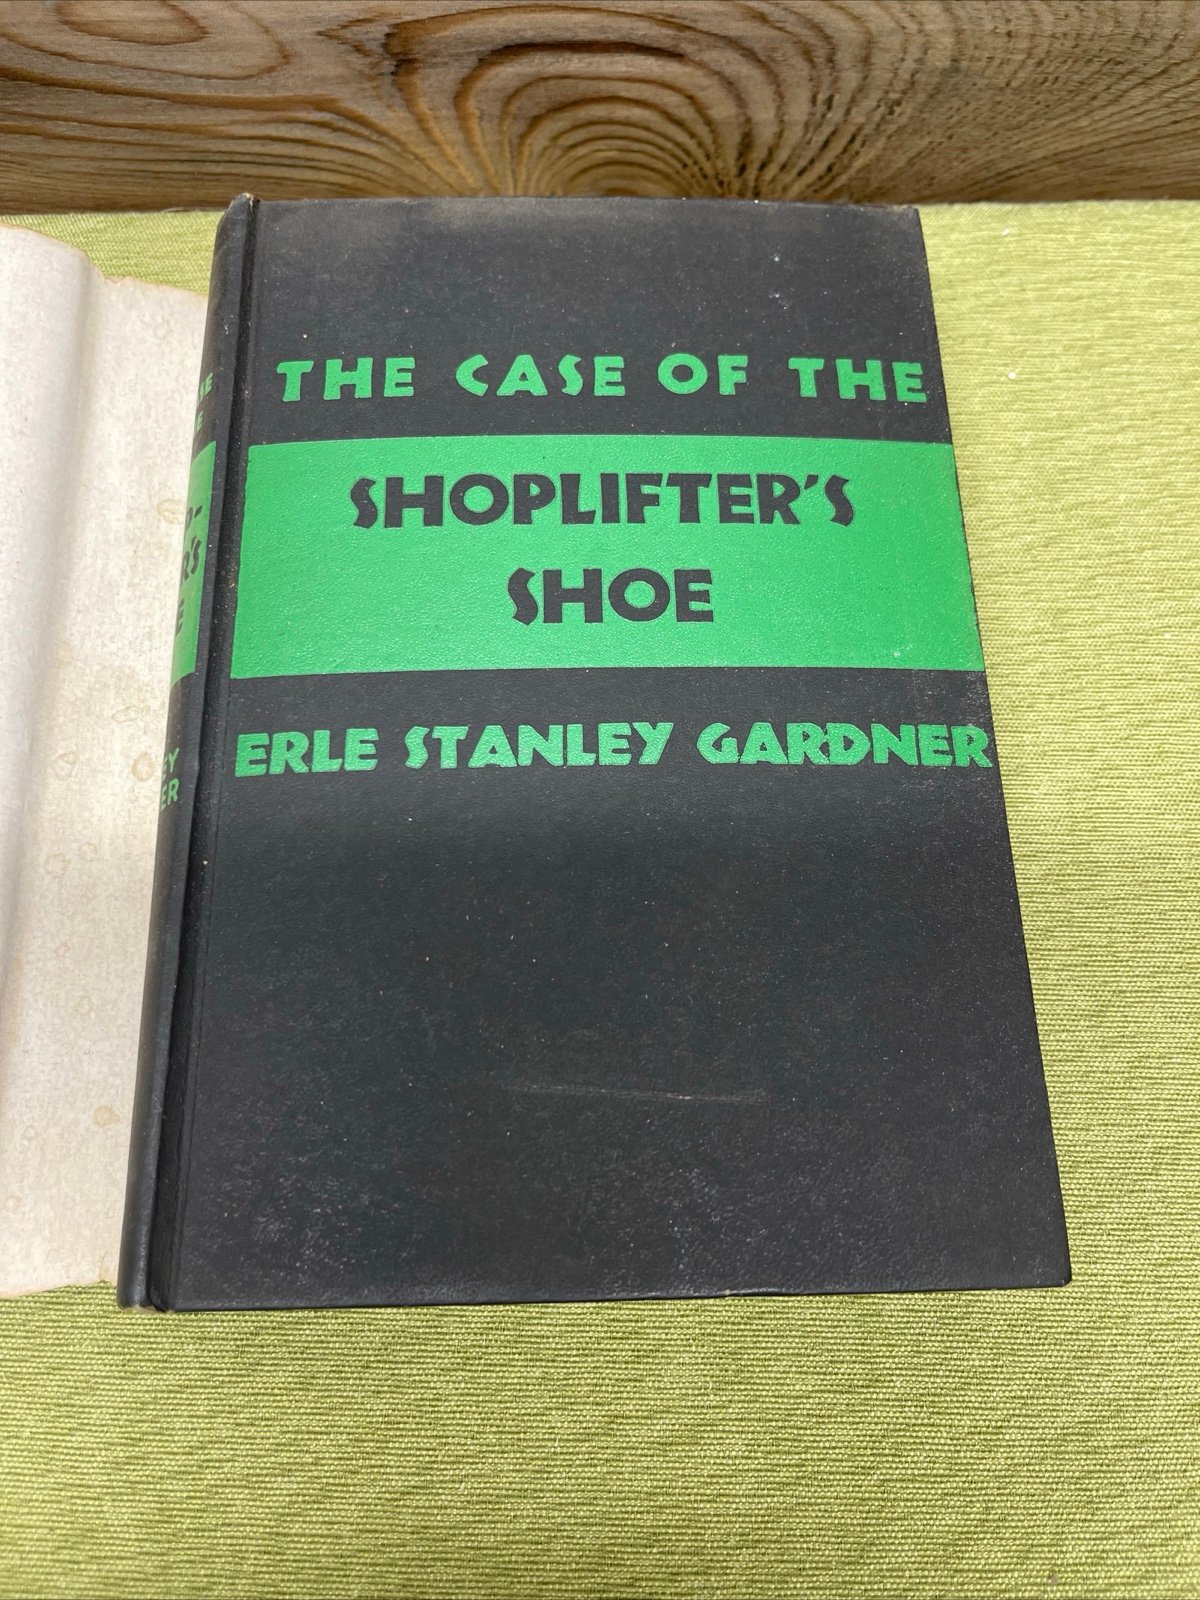 THE CASE OF THE
SHOPLIFTER'S
SHOE
ERLE STANLEY GARDNER